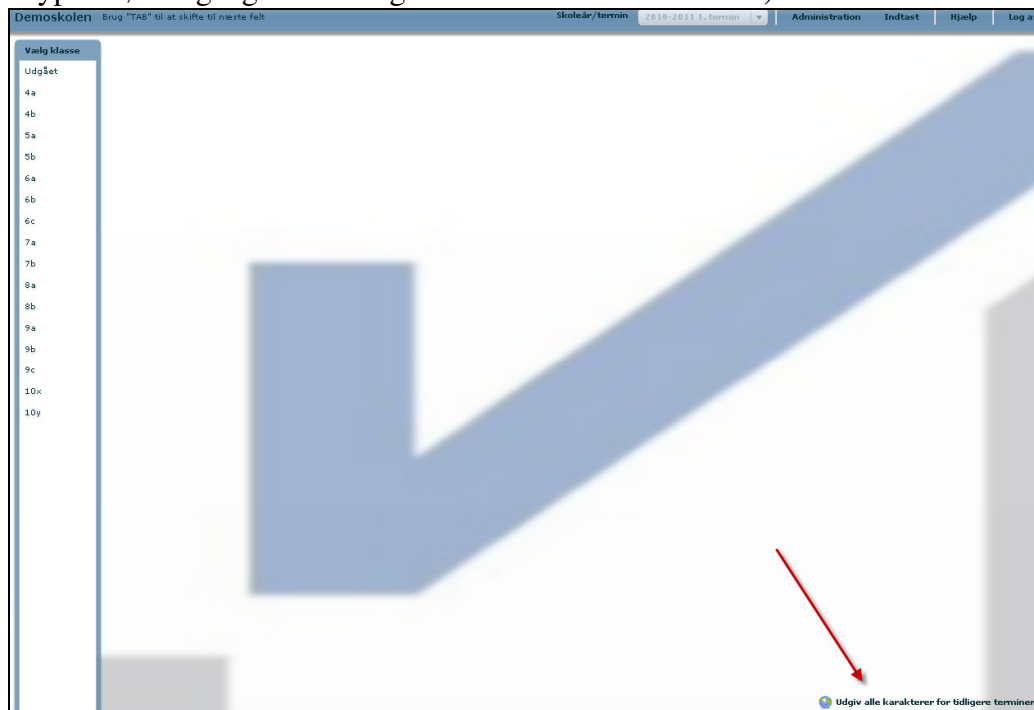 Demoskolen Brug "TAB" til at skifte til næste felt Skoleår/termin 2010-2011 1. termin Administration Indtast Hjælp Log a
Vælg klasse
Udgået
4a
4b
5a
5b
6a
6b
6c
7a
7b
8a
8b
9a
9b
9c
10x
10y
Udgiv alle karakterer for tidligere terminer